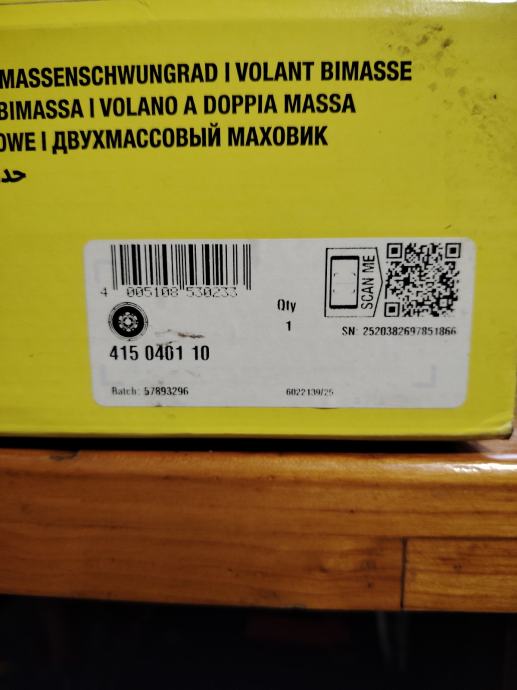 MASSENSCHWUNGRAD I VOLANT BIMASSE
BIMASSA I VOLANO A DOPPIA MASSA
OWE I ДВУХМАССОВЫЙ МАХОВИК
4 005108 530233
Qty
1
SCAN ME
SN: 2520382697851866
415 0401 10
Batch: 57893296
6022139/25